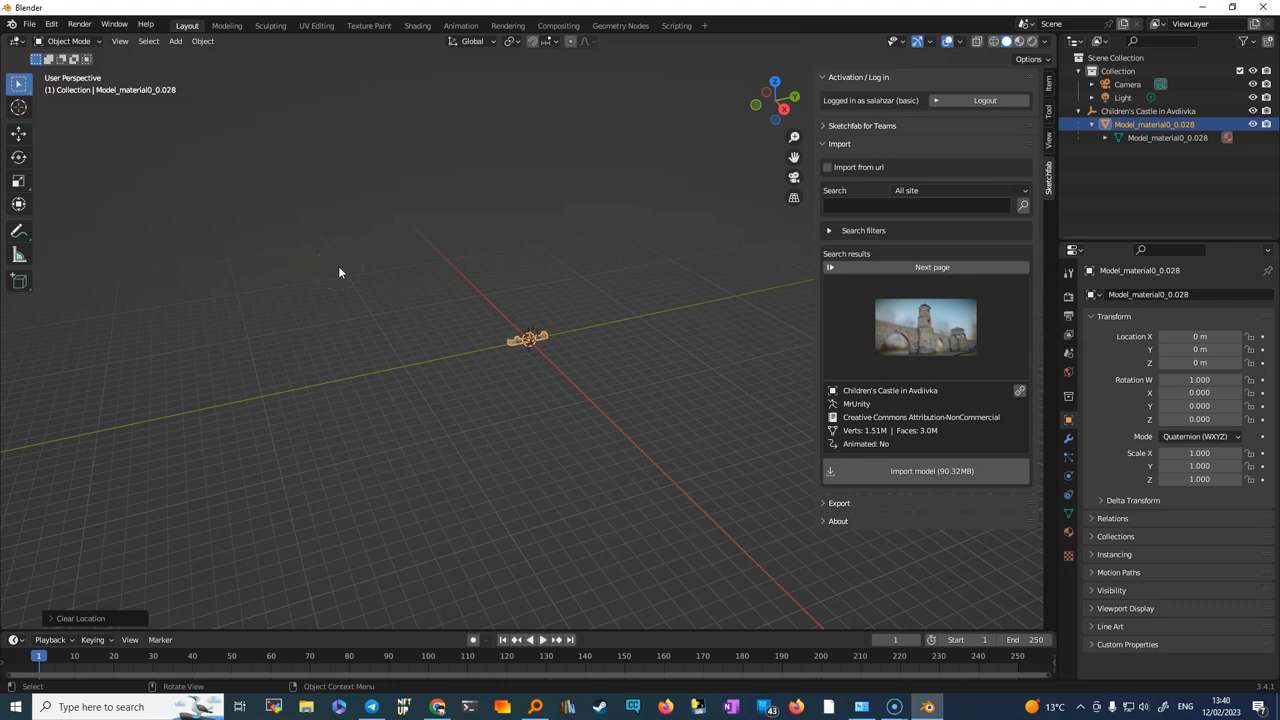 Blender
File Edit Render Window Help Layout Modeling Sculpting UV Editing Texture Paint Shading Animation Rendering Compositing Geometry Nodes Scripting + Scene ViewLayer
Object Mode View Select Add Object Global
Options
User Perspective
(1) Collection | Model_material0_0.028
Z
Y
X
Activation / Log in
Logged in as salahzar (basic) Logout
Sketchfab for Teams
Import
Import from url
Search All site
Search filters
Search results
Next page
Children's Castle in Avdiivka
MrUnity
Creative Commons Attribution-NonCommercial
Verts: 1.51M | Faces: 3.0M
Animated: No
Import model (90.32MB)
Export
About
Item
Tool
View
Sketchfab
Scene Collection
Collection
Camera
Light
Children's Castle in Avdiivka
Model_material0_0.028
Model_material0_0.028
Model_material0_0.028
Model_material0_0.028
Transform
Location X 0 m
Y 0 m
Z 0 m
Rotation W 1.000
X 0.000
Y 0.000
Z 0.000
Mode Quaternion (WXYZ)
Scale X 1.000
Y 1.000
Z 1.000
Delta Transform
Relations
Collections
Instancing
Motion Paths
Visibility
Viewport Display
Line Art
Custom Properties
Clear Location
Playback Keying View Marker 1 Start 1 End 250
1 10 20 30 40 50 60 70 80 90 100 110 120 130 140 150 160 170 180 190 200 210 220 230 240 250
Select Rotate View Object Context Menu 3.4.1
Type here to search NFT UP CC 43 13°C 13:40
12/02/2023